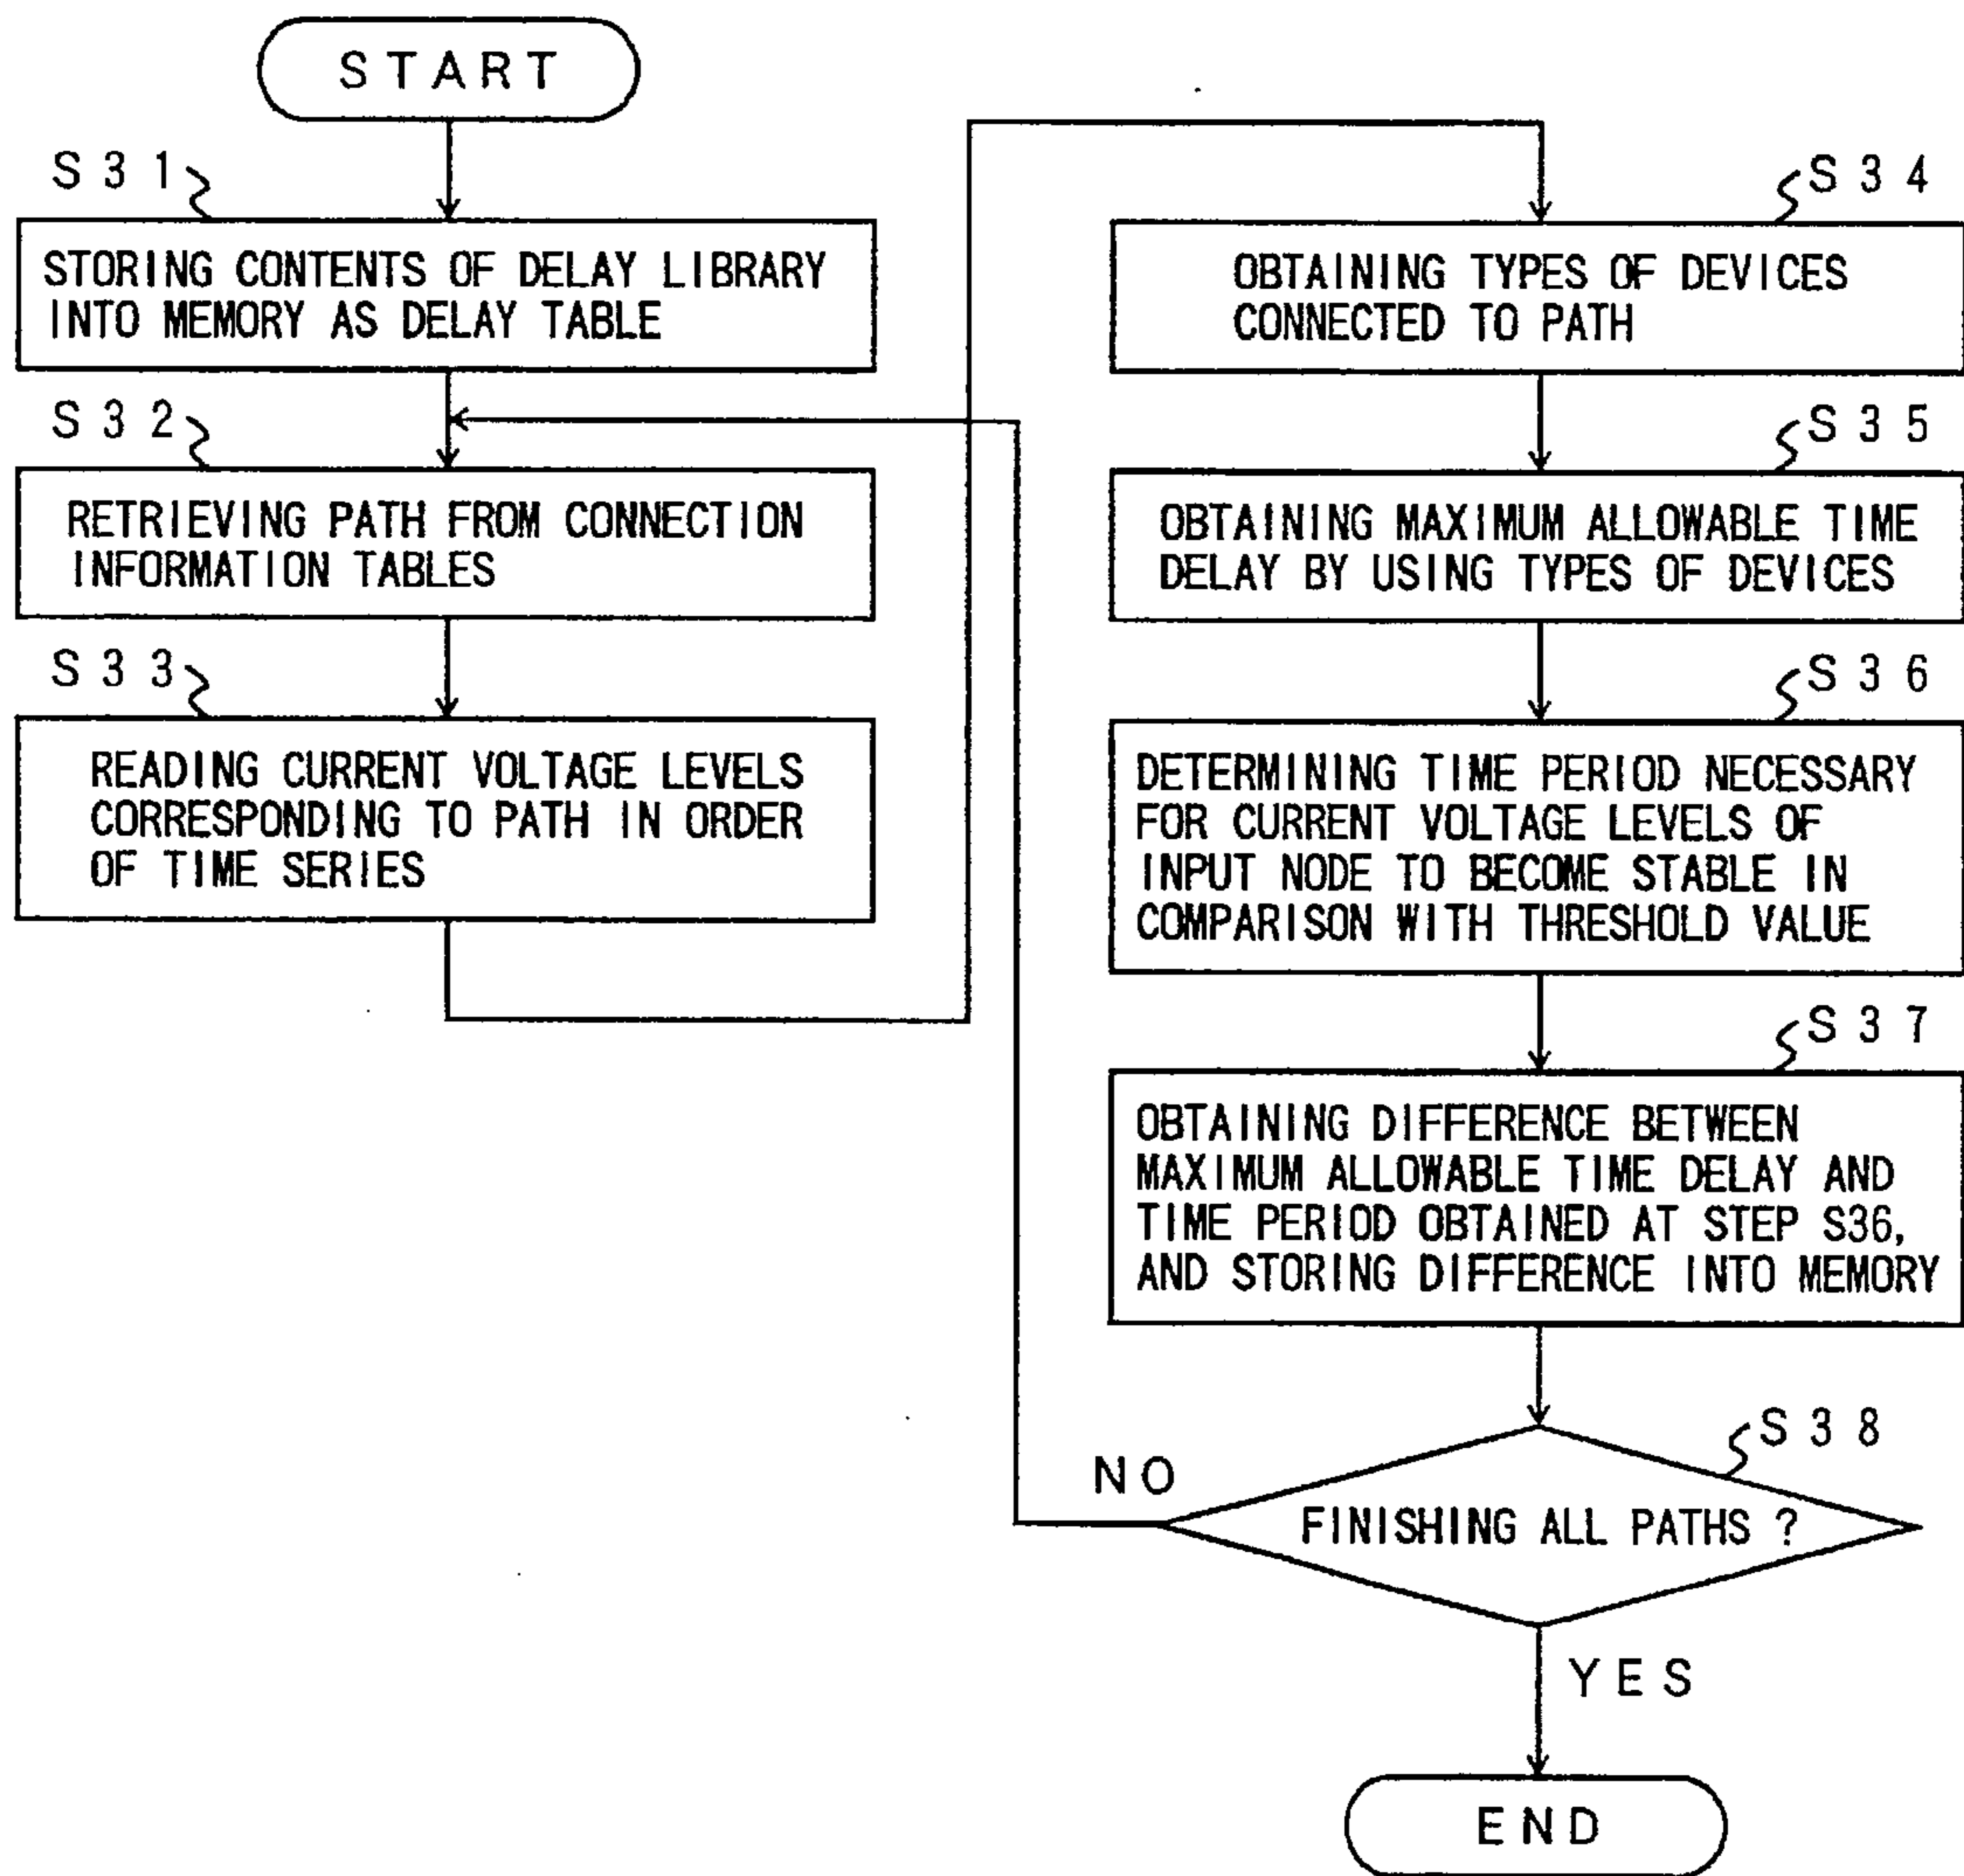 START
S31
STORING CONTENTS OF DELAY LIBRARY
INTO MEMORY AS DELAY TABLE
S32
RETRIEVING PATH FROM CONNECTION
INFORMATION TABLES
S33
READING CURRENT VOLTAGE LEVELS
CORRESPONDING TO PATH IN ORDER
OF TIME SERIES
S34
OBTAINING TYPES OF DEVICES
CONNECTED TO PATH
S35
OBTAINING MAXIMUM ALLOWABLE TIME
DELAY BY USING TYPES OF DEVICES
S36
DETERMINING TIME PERIOD NECESSARY
FOR CURRENT VOLTAGE LEVELS OF
INPUT NODE TO BECOME STABLE IN
COMPARISON WITH THRESHOLD VALUE
S37
OBTAINING DIFFERENCE BETWEEN
MAXIMUM ALLOWABLE TIME DELAY AND
TIME PERIOD OBTAINED AT STEP S36,
AND STORING DIFFERENCE INTO MEMORY
S38
NO
FINISHING ALL PATHS ?
YES
END